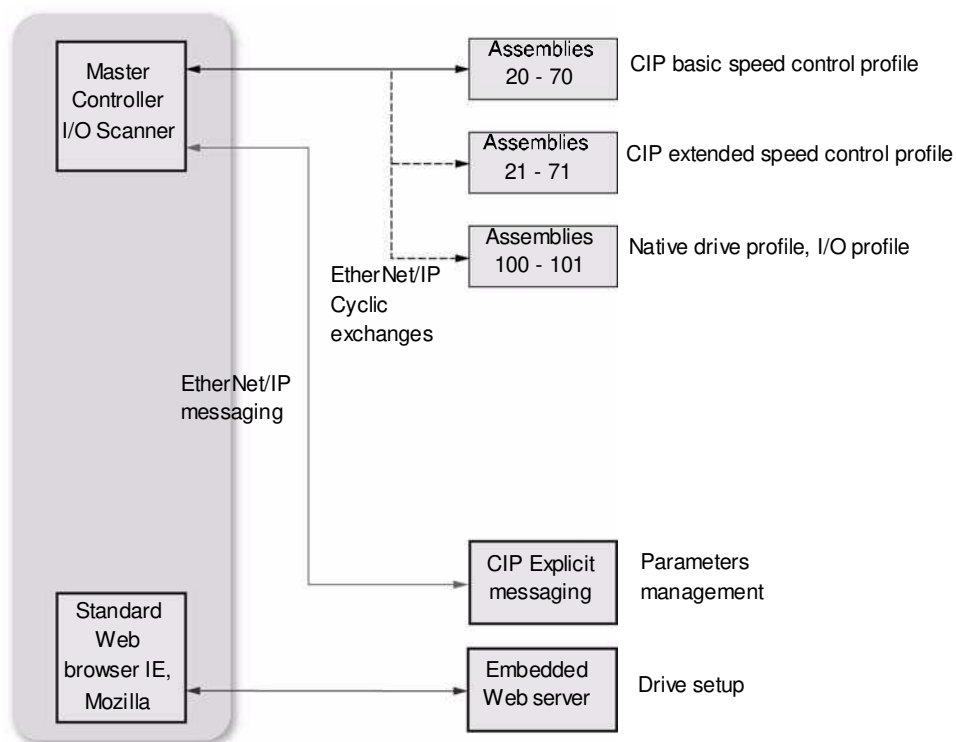 Master
Controller
I/O Scanner
Assemblies
20 - 70
CIP basic speed control profile
Assemblies
21 - 71
CIP extended speed control profile
Assemblies
100 - 101
Native drive profile, I/O profile
EtherNet/IP
Cyclic
exchanges
EtherNet/IP
messaging
CIP Explicit
messaging
Parameters
management
Standard
Web
browser IE,
Mozilla
Embedded
Web server
Drive setup